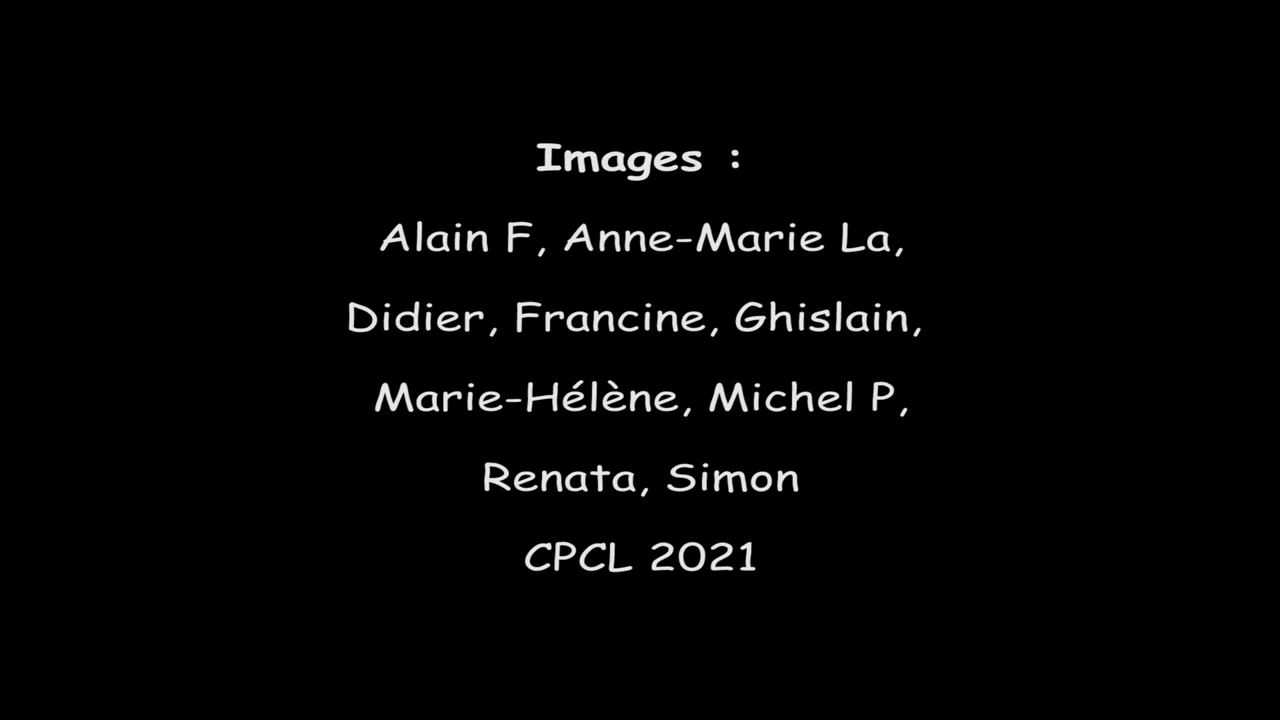 Images :
Alain F, Anne-Marie La,
Didier, Francine, Ghislain,
Marie-Hélène, Michel P,
Renata, Simon
CPCL 2021